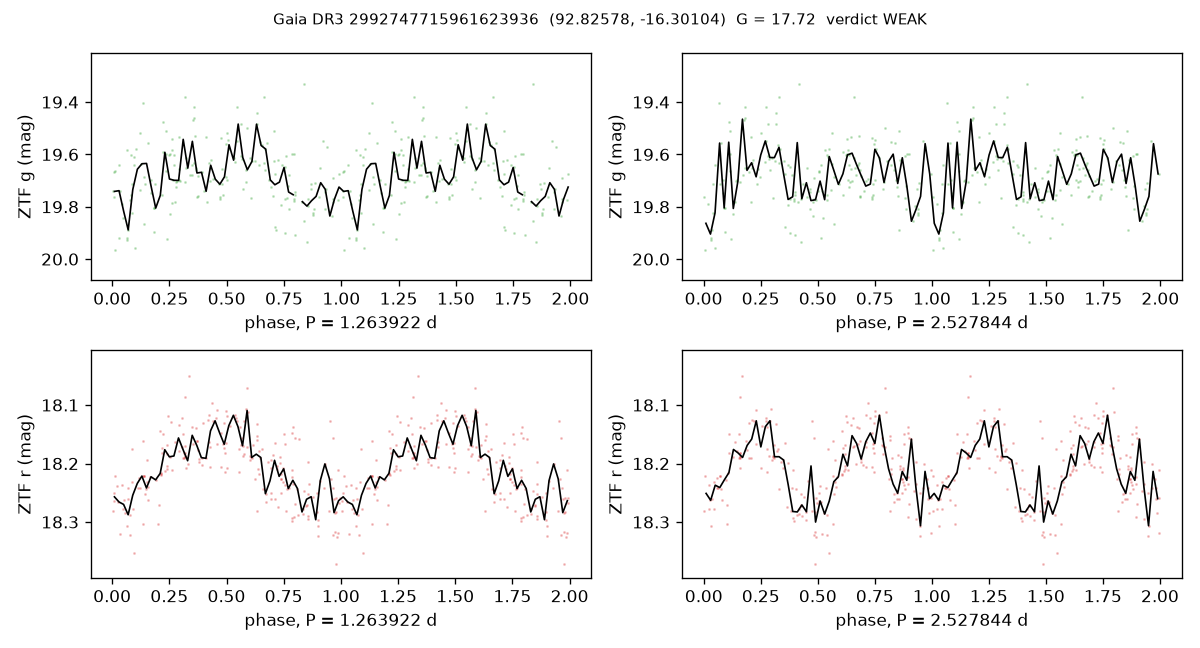 Gaia DR3 2992747715961623936  (92.82578, -16.30104)  G = 17.72  verdict WEAK
ZTF g (mag)
19.4
19.6
19.8
20.0
0.00 0.25 0.50 0.75 1.00 1.25 1.50 1.75 2.00
phase, P = 1.263922 d
ZTF g (mag)
19.4
19.6
19.8
20.0
0.00 0.25 0.50 0.75 1.00 1.25 1.50 1.75 2.00
phase, P = 2.527844 d
ZTF r (mag)
18.1
18.2
18.3
0.00 0.25 0.50 0.75 1.00 1.25 1.50 1.75 2.00
phase, P = 1.263922 d
ZTF r (mag)
18.1
18.2
18.3
0.00 0.25 0.50 0.75 1.00 1.25 1.50 1.75 2.00
phase, P = 2.527844 d